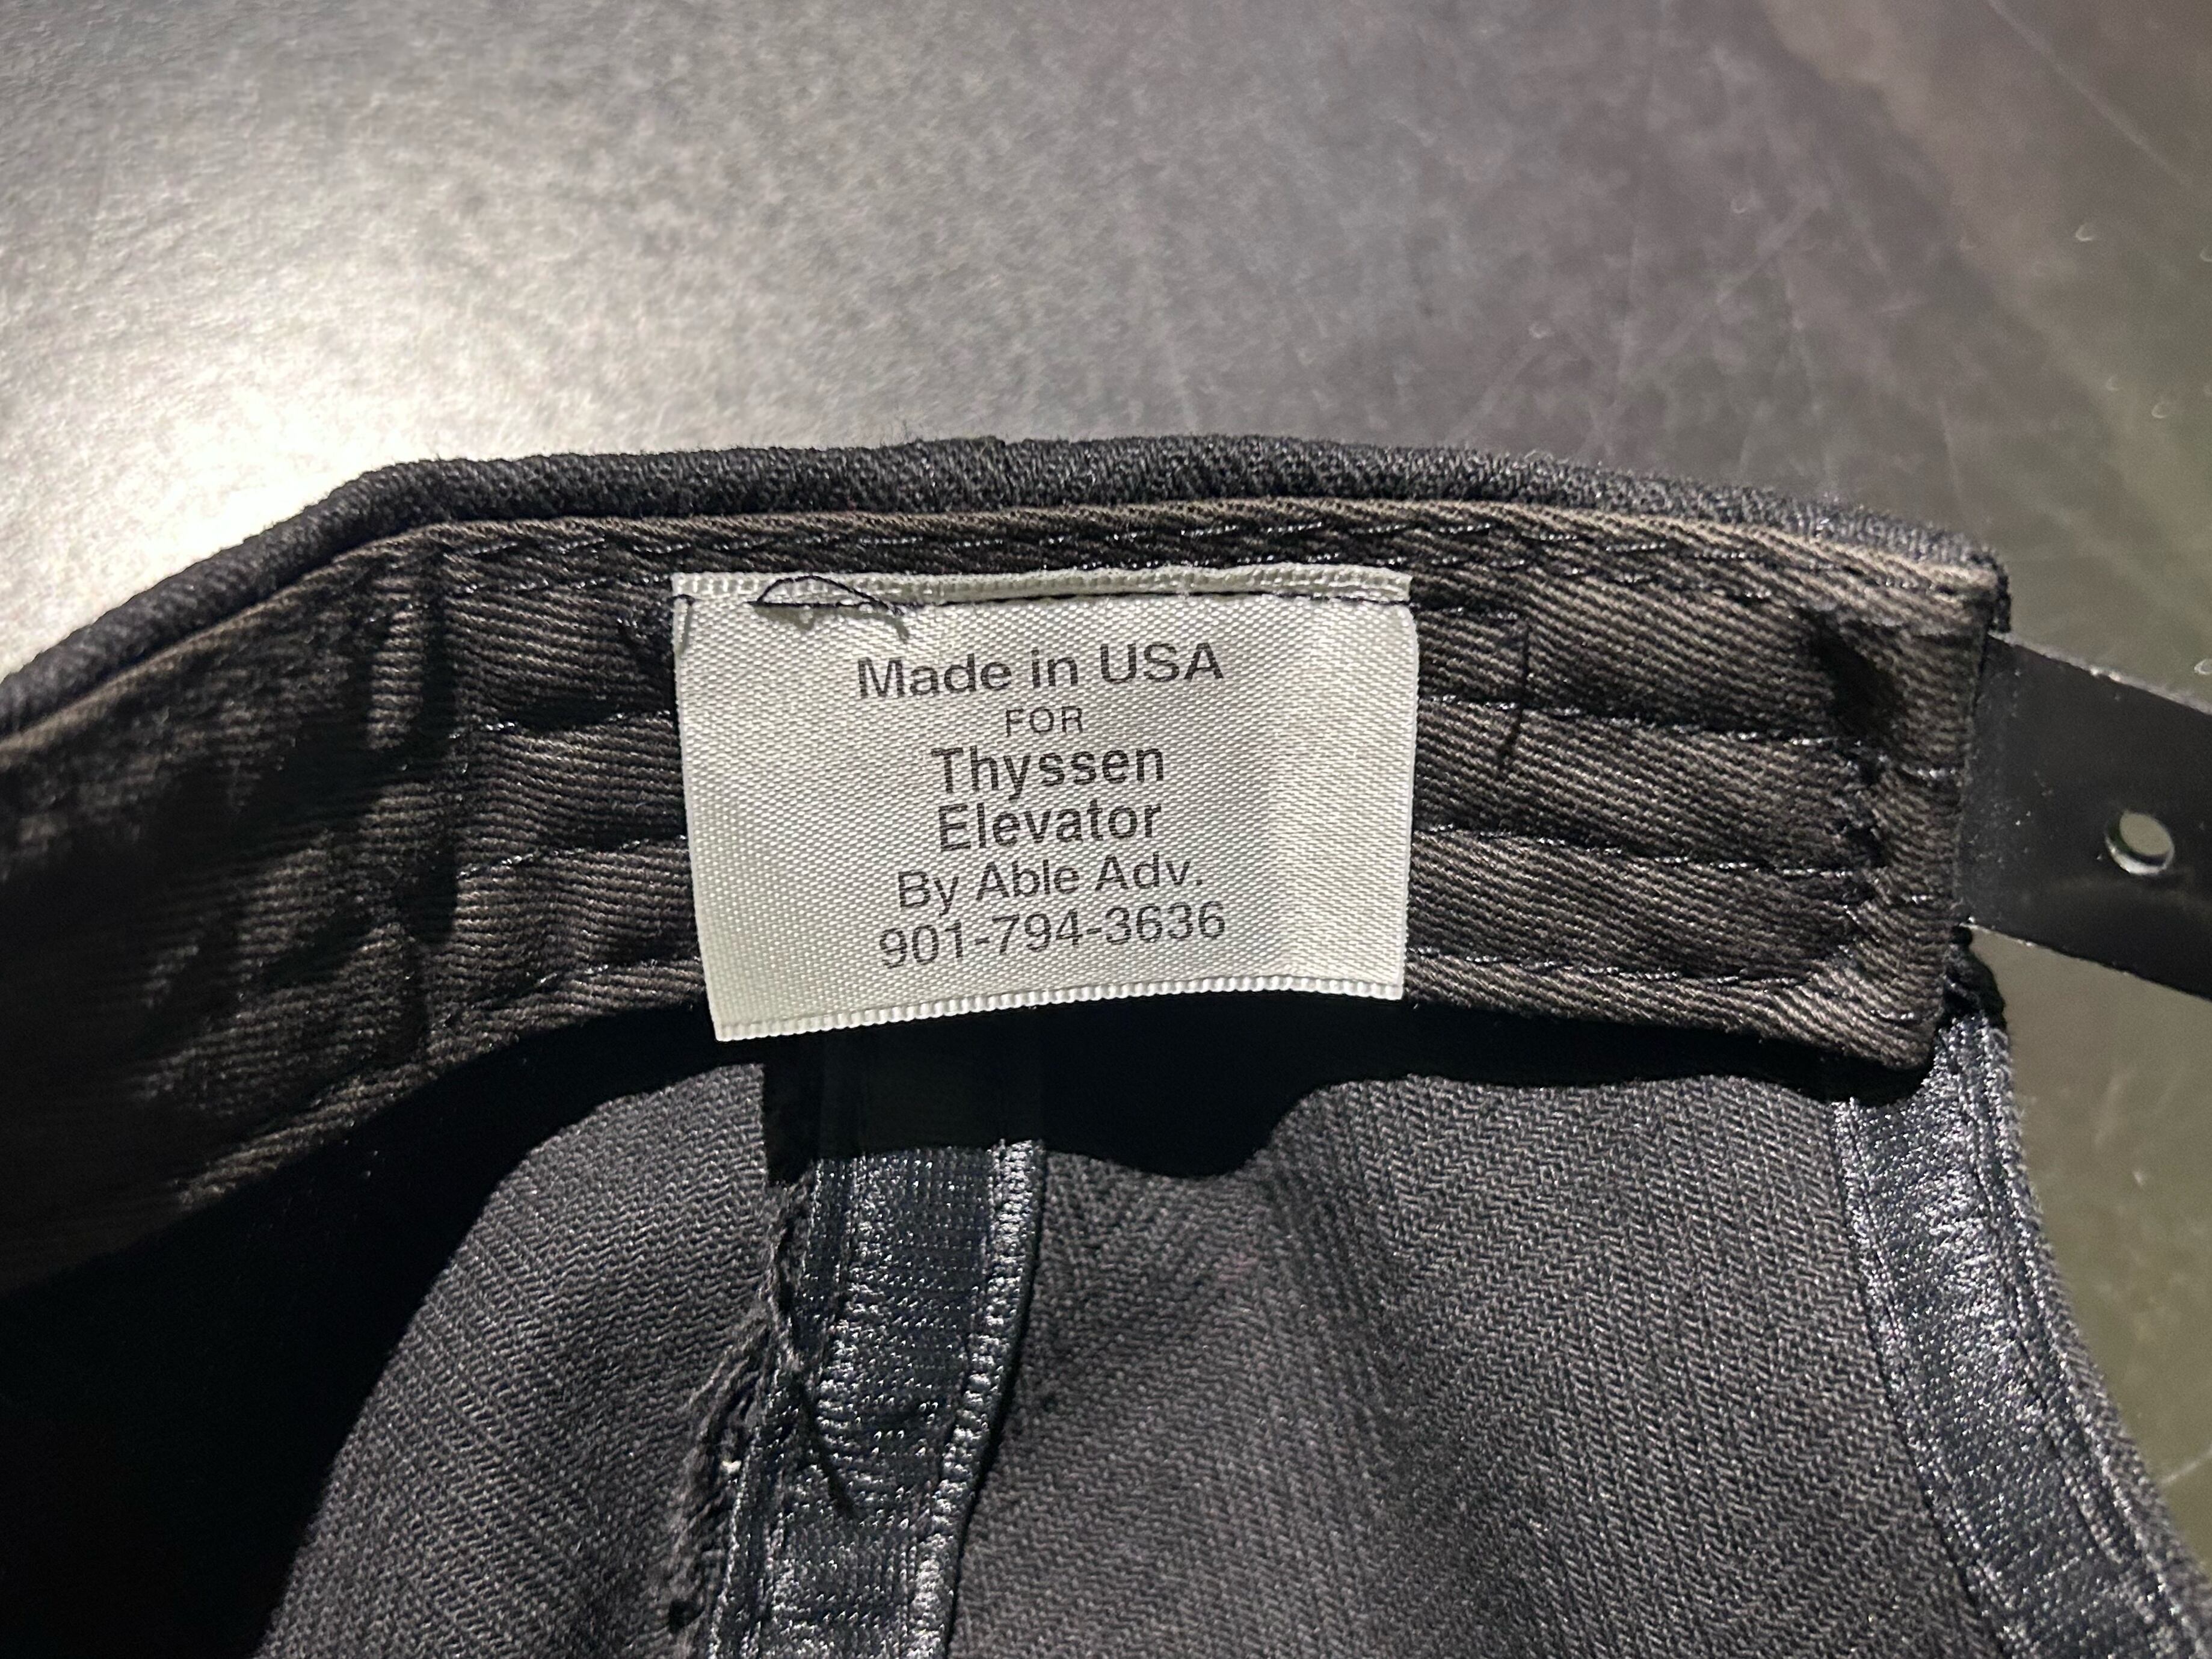 Made in USA
FOR
Thyssen
Elevator
By Able Adv.
901-794-3636